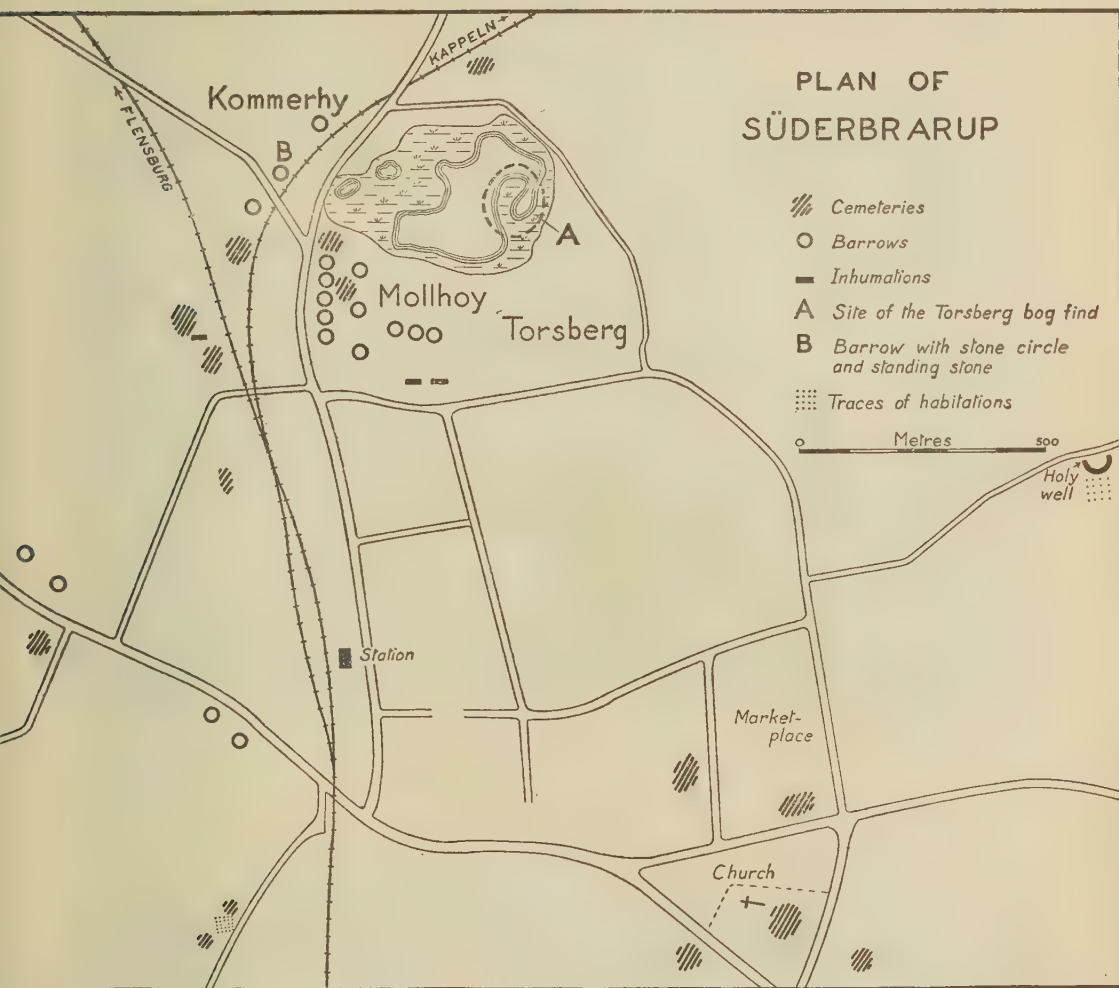 KAPPELN
FLENSBURG
Kommerhy
B
A
Mollhoy
Torsberg
PLAN OF
SÜDERBRARUP
Cemeteries
Barrows
Inhumations
A Site of the Torsberg bog find
B Barrow with stone circle
and standing stone
Traces of habitations
0 Metres 500
Holy
well
Station
Market-
place
Church